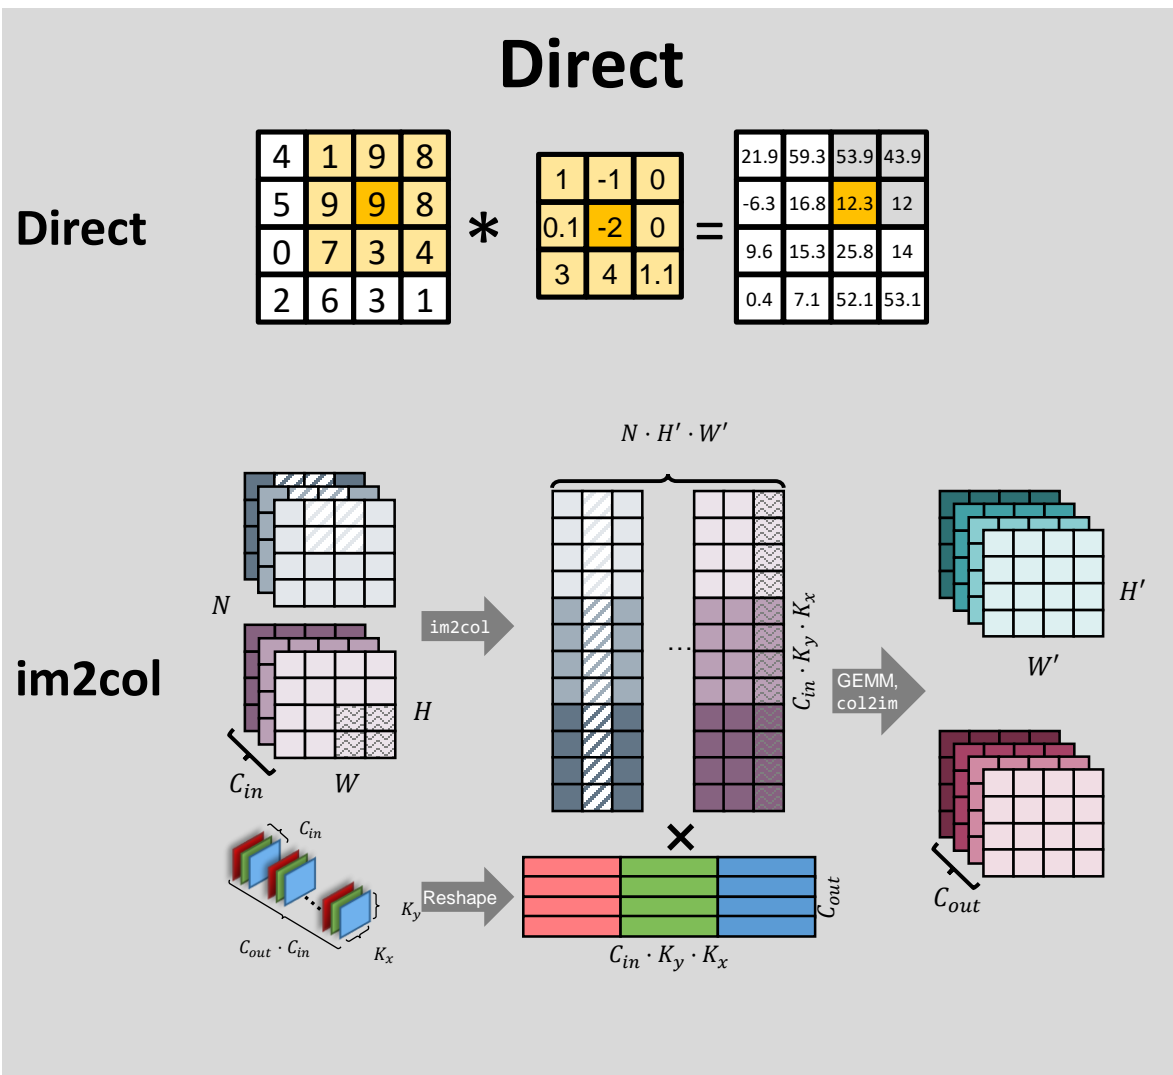 Direct
Direct
4 1 9 8
5 9 9 8
0 7 3 4
2 6 3 1
*
1 -1 0
0.1 -2 0
3 4 1.1
=
21.9 59.3 53.9 43.9
-6.3 16.8 12.3 12
9.6 15.3 25.8 14
0.4 7.1 52.1 53.1
im2col
N
H
W
C_in
im2col
N · H' · W'
...
C_in · K_y · K_x
GEMM,
col2im
H'
W'
C_out
×
C_in
K_y
K_x
C_out · C_in
Reshape
C_out
C_in · K_y · K_x